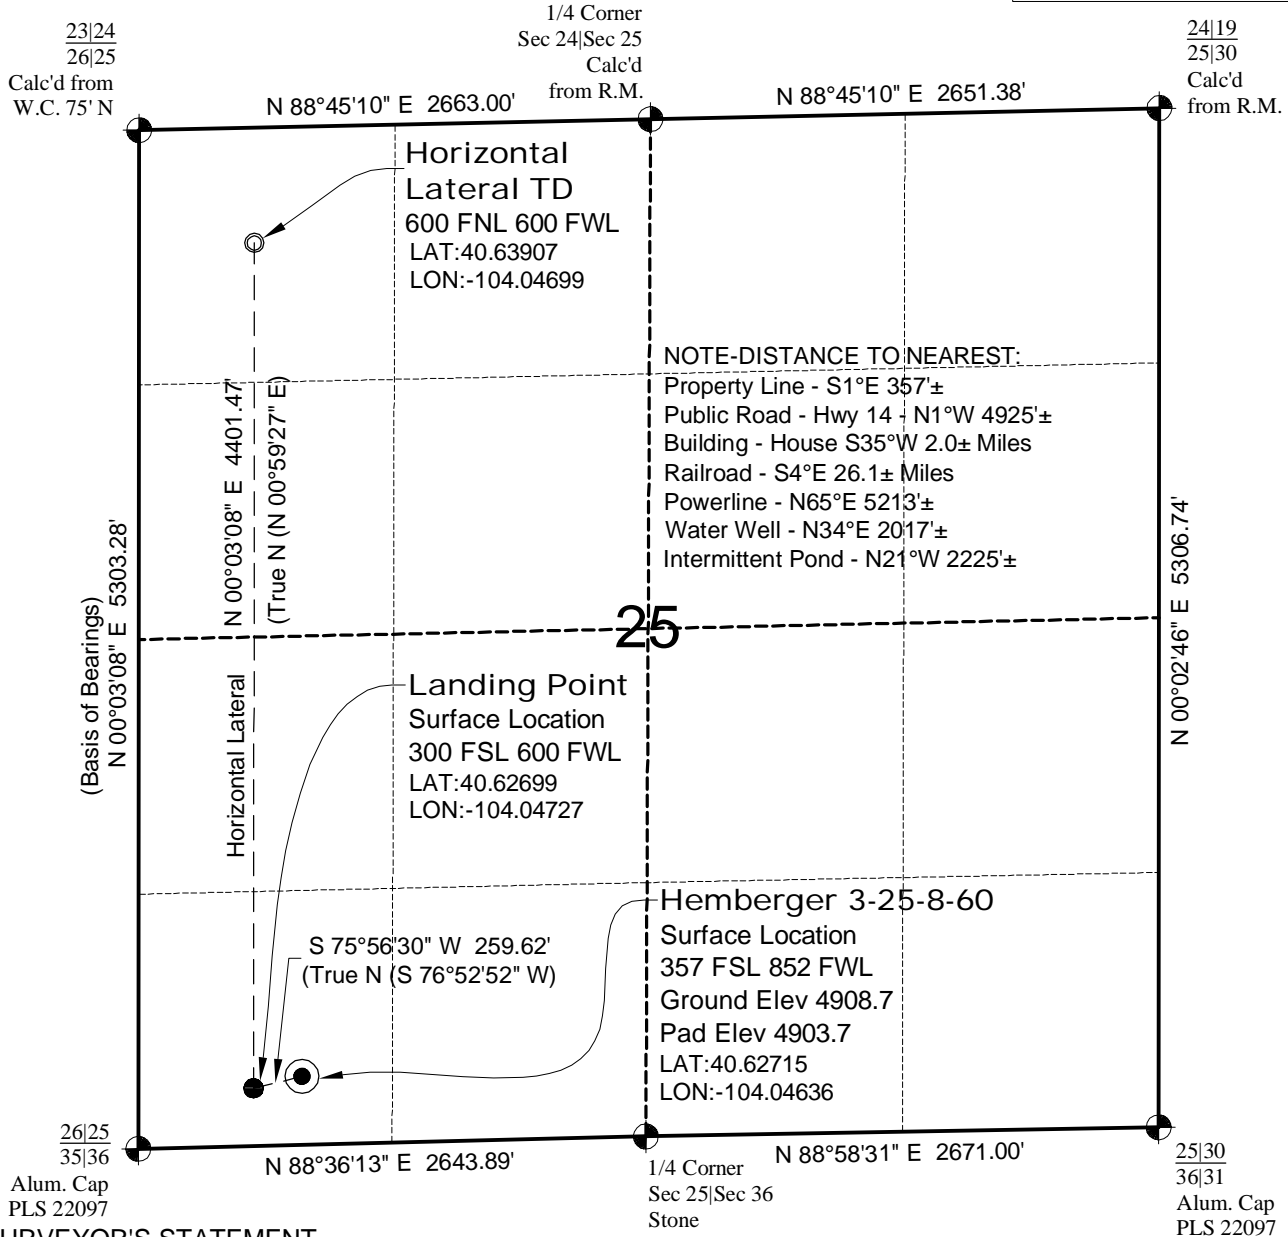 23|24
26|25
Calc'd from
W.C. 75' N
1/4 Corner
Sec 24|Sec 25
Calc'd
from R.M.
24|19
25|30
Calc'd
from R.M.
N 88°45'10" E 2663.00'
N 88°45'10" E 2651.38'
Horizontal
Lateral TD
600 FNL 600 FWL
LAT:40.63907
LON:-104.04699
NOTE-DISTANCE TO NEAREST:
Property Line - S1°E 357'±
Public Road - Hwy 14 - N1°W 4925'±
Building - House S35°W 2.0± Miles
Railroad - S4°E 26.1± Miles
Powerline - N65°E 5213'±
Water Well - N34°E 2017'±
Intermittent Pond - N21°W 2225'±
N 00°03'08" E 4401.47'
(True N (N 00°59'27" E)
Horizontal Lateral
(Basis of Bearings)
N 00°03'08" E 5303.28'
N 00°02'46" E 5306.74'
25
Landing Point
Surface Location
300 FSL 600 FWL
LAT:40.62699
LON:-104.04727
Hemberger 3-25-8-60
Surface Location
357 FSL 852 FWL
Ground Elev 4908.7
Pad Elev 4903.7
LAT:40.62715
LON:-104.04636
S 75°56'30" W 259.62'
(True N (S 76°52'52" W)
26|25
35|36
Alum. Cap
PLS 22097
N 88°36'13" E 2643.89'
1/4 Corner
Sec 25|Sec 36
Stone
N 88°58'31" E 2671.00'
25|30
36|31
Alum. Cap
PLS 22097
URVEYOR'S STATEMENT